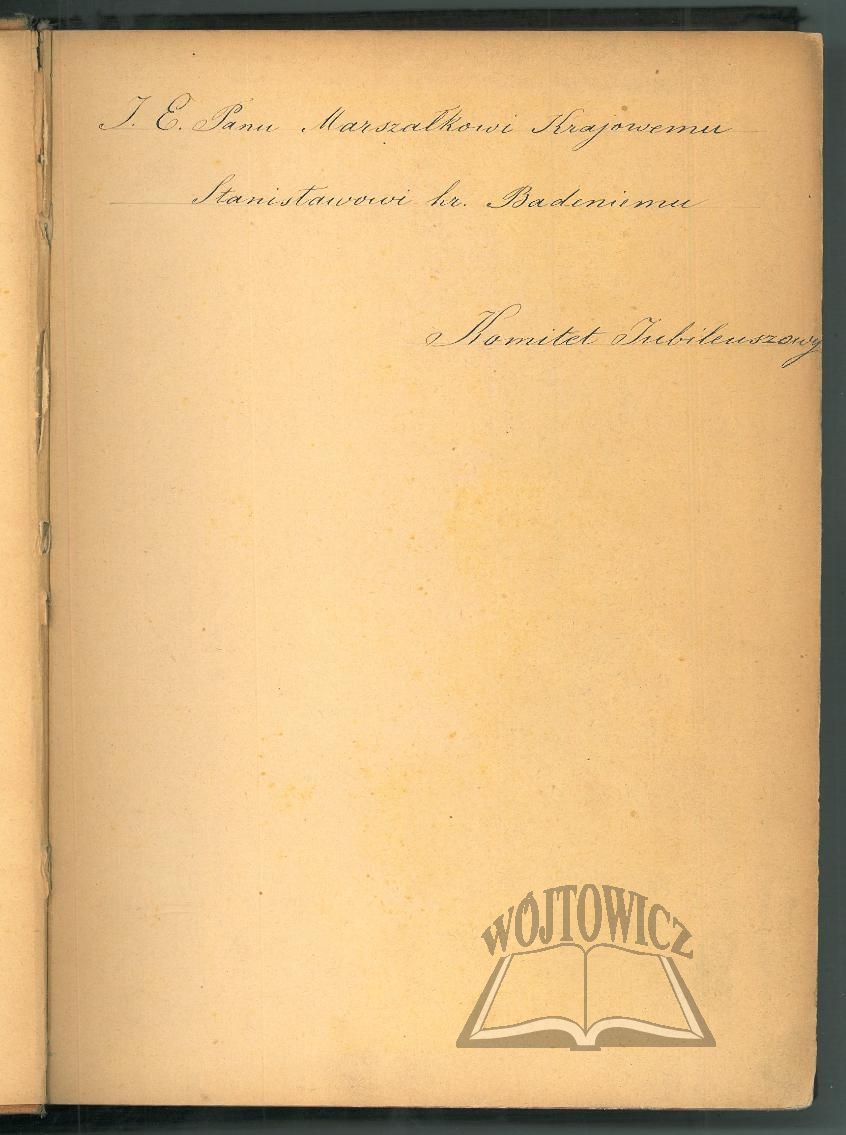 J. E. Panu Marszałkowi Krajowemu
Stanisławowi hr. Badeniemu
Komitet Jubileuszowy
WÓJTOWICZ